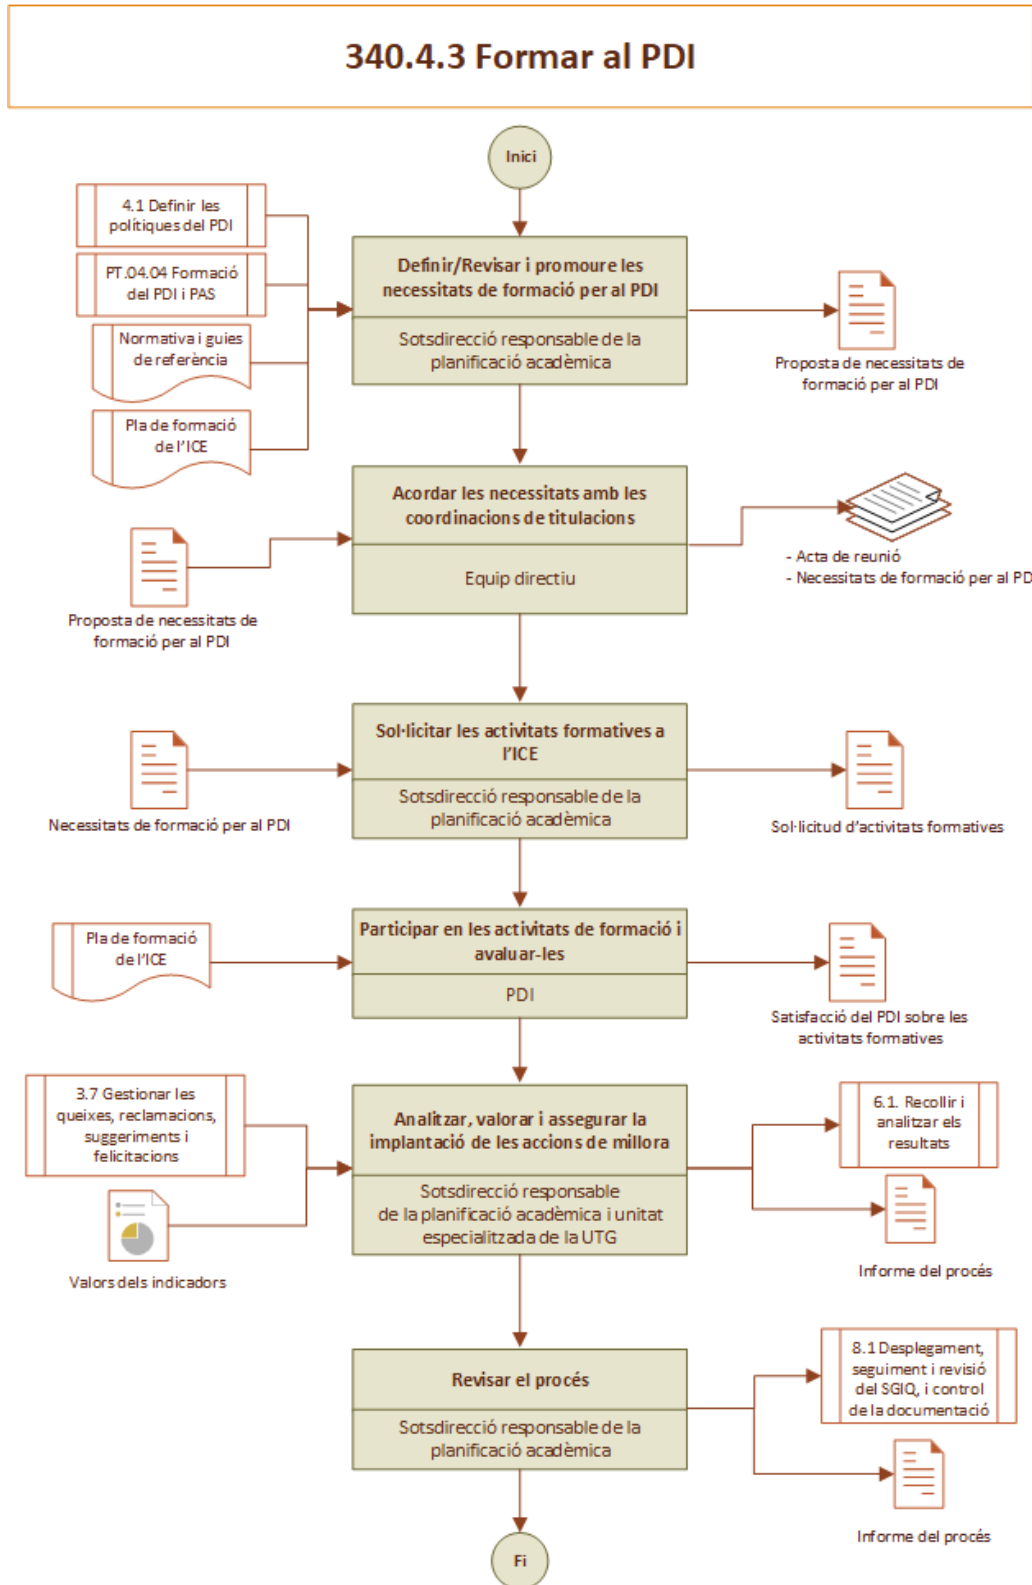 340.4.3 Formar al PDI
Inici
4.1 Definir les
polítiques del PDI
PT.04.04 Formació
del PDI i PAS
Normativa i guies
de referència
Pla de formació
de l'ICE
Definir/Revisar i promoure les
necessitats de formació per al PDI
Sotsdirecció responsable de la
planificació acadèmica
Proposta de necessitats de
formació per al PDI
Acordar les necessitats amb les
coordinacions de titulacions
Equip directiu
Proposta de necessitats de
formació per al PDI
- Acta de reunió
- Necessitats de formació per al PD
Sol·licitar les activitats formatives a
l'ICE
Sotsdirecció responsable de la
planificació acadèmica
Necessitats de formació per al PDI
Sol·licitud d'activitats formatives
Pla de formació
de l'ICE
Participar en les activitats de formació i
avaluar-les
PDI
Satisfacció del PDI sobre les
activitats formatives
3.7 Gestionar les
queixes, reclamacions,
suggeriments i
felicitacions
Valors dels indicadors
Analitzar, valorar i assegurar la
implantació de les accions de millora
Sotsdirecció responsable
de la planificació acadèmica i unitat
especialitzada de la UTG
6.1. Recollir i
analitzar els
resultats
Informe del procés
Revisar el procés
Sotsdirecció responsable de la
planificació acadèmica
8.1 Desplegament,
seguiment i revisió
del SGIQ, i control
de la documentació
Informe del procés
Fi